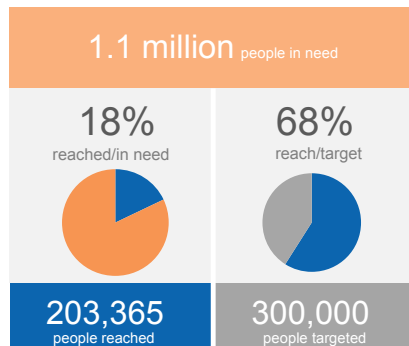 1.1 million people in need
18%
reached/in need
68%
reach/target
203,365
people reached
300,000
people targeted